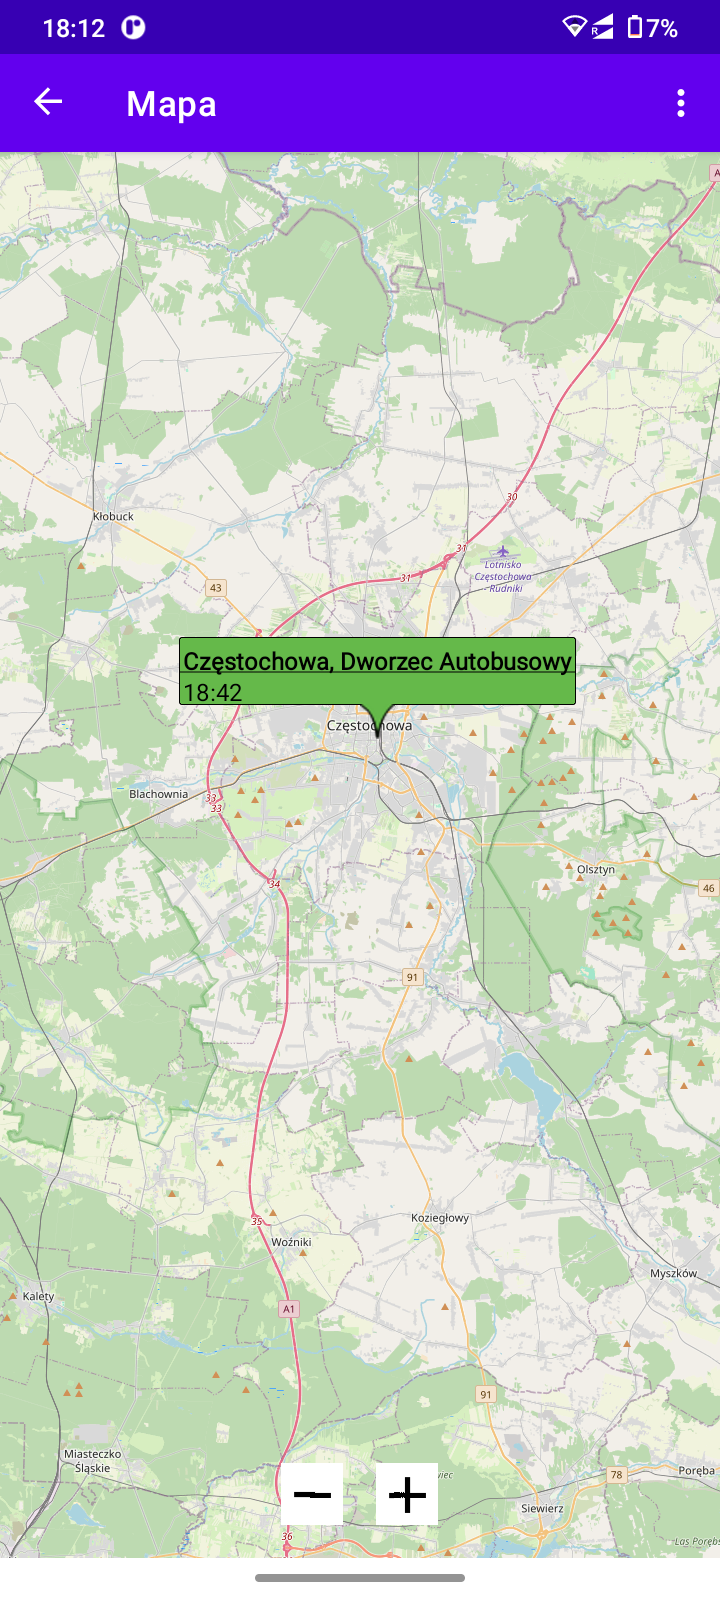 18:12
R
7%
Mapa
A
30
Kłobuck
31
31
Lotnisko
Częstochowa
-Rudniki
43
Częstochowa, Dworzec Autobusowy
18:42
Częstochowa
Blachownia
33
33
Olsztyn
34
46
91
Koziegłowy
35
Woźniki
Myszków
Kalety
A1
91
Miasteczko
Śląskie
78
Poręba
Siewierz
36
Las Porębs